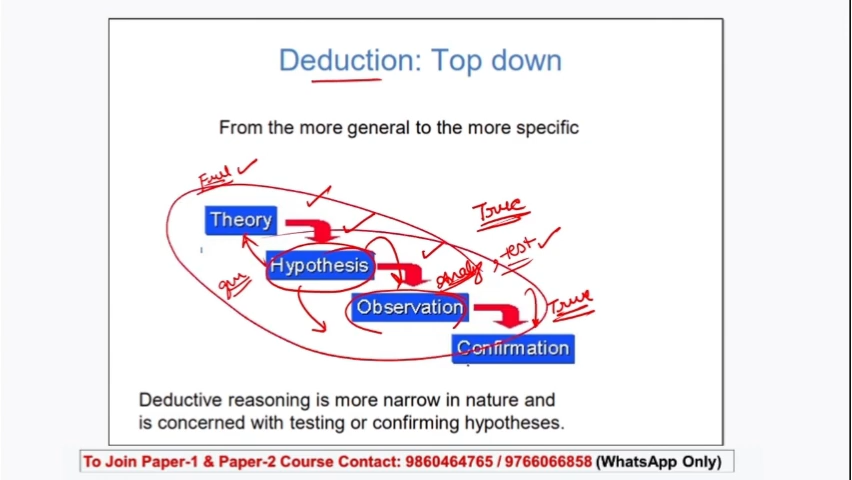 Deduction: Top down
From the more general to the more specific
Theory
True
Hypothesis
, test
Observation
True
Confirmation
Deductive reasoning is more narrow in nature and
is concerned with testing or confirming hypotheses.
To Join Paper-1 & Paper-2 Course Contact: 9860464765 / 9766066858 (WhatsApp Only)